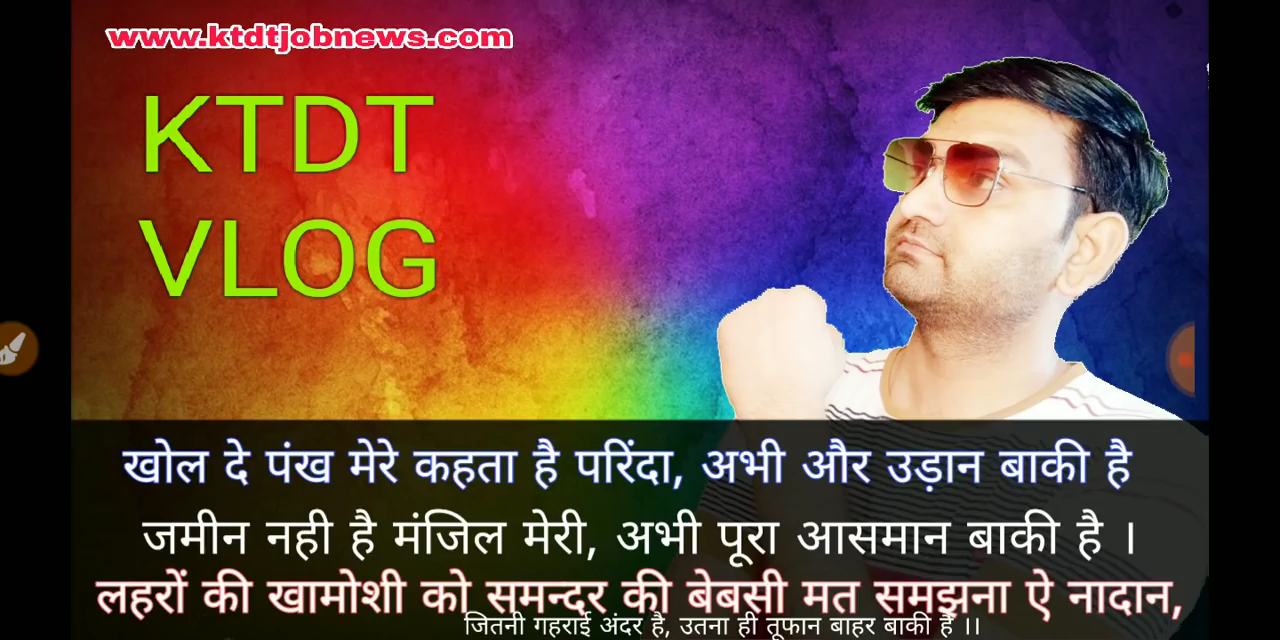 www.ktdtjobnews.com
KTDT
VLOG
खोल दे पंख मेरे कहता है परिंदा, अभी और उड़ान बाकी है
जमीन नही है मंजिल मेरी, अभी पूरा आसमान बाकी है ।
लहरों की खामोशी को समन्दर की बेबसी मत समझना ऐ नादान,
जितनी गहराई अंदर है, उतना ही तूफान बाहर बाकी है ।।